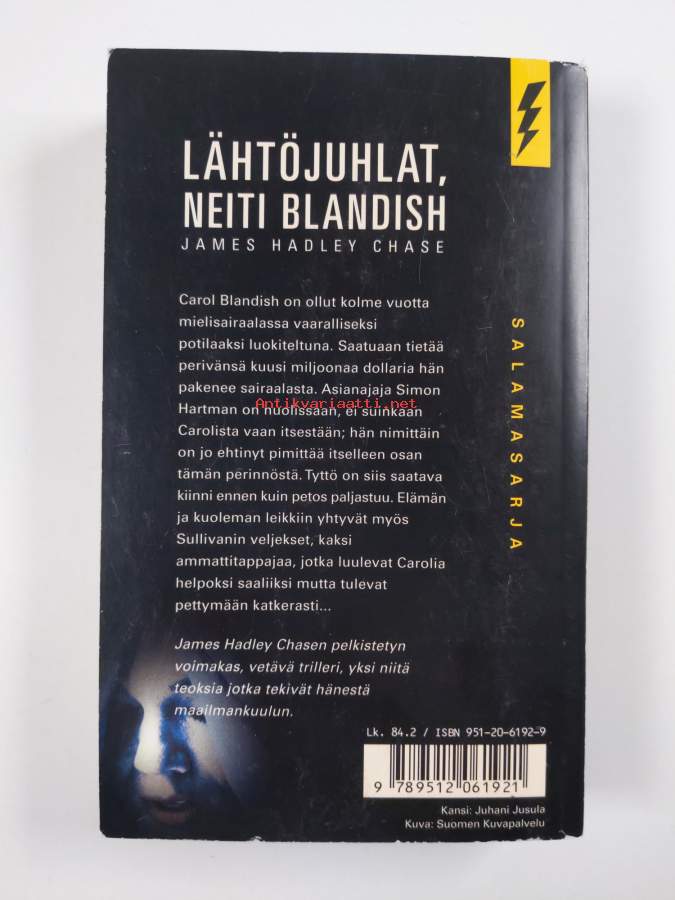 LÄHTÖJUHLAT,
NEITI BLANDISH
JAMES HADLEY CHASE
Carol Blandish on ollut kolme vuotta
mielisairaalassa vaaralliseksi
potilaaksi luokiteltuna. Saatuaan tietää
perivänsä kuusi miljoonaa dollaria hän
pakenee sairaalasta. Asianajaja Simon
Hartman on huolissaan, ei suinkaan
Carolista vaan itsestään; hän nimittäin
on jo ehtinyt pimittää itselleen osan
tämän perinnöstä. Tyttö on siis saatava
kiinni ennen kuin petos paljastuu. Elämän
ja kuoleman leikkiin yhtyvät myös
Sullivanin veljekset, kaksi
ammattitappajaa, jotka luulevat Carolia
helpoksi saaliiksi mutta tulevat
pettymään katkerasti...
James Hadley Chasen pelkistetyn
voimakas, vetävä trilleri, yksi niitä
teoksia jotka tekivät hänestä
maailmankuulun.
SALAMASARJA
Antikvariaatti.net
Lk. 84.2 / ISBN 951-20-6192-9
9 789512 061921
Kansi: Juhani Jusula
Kuva: Suomen Kuvapalvelu